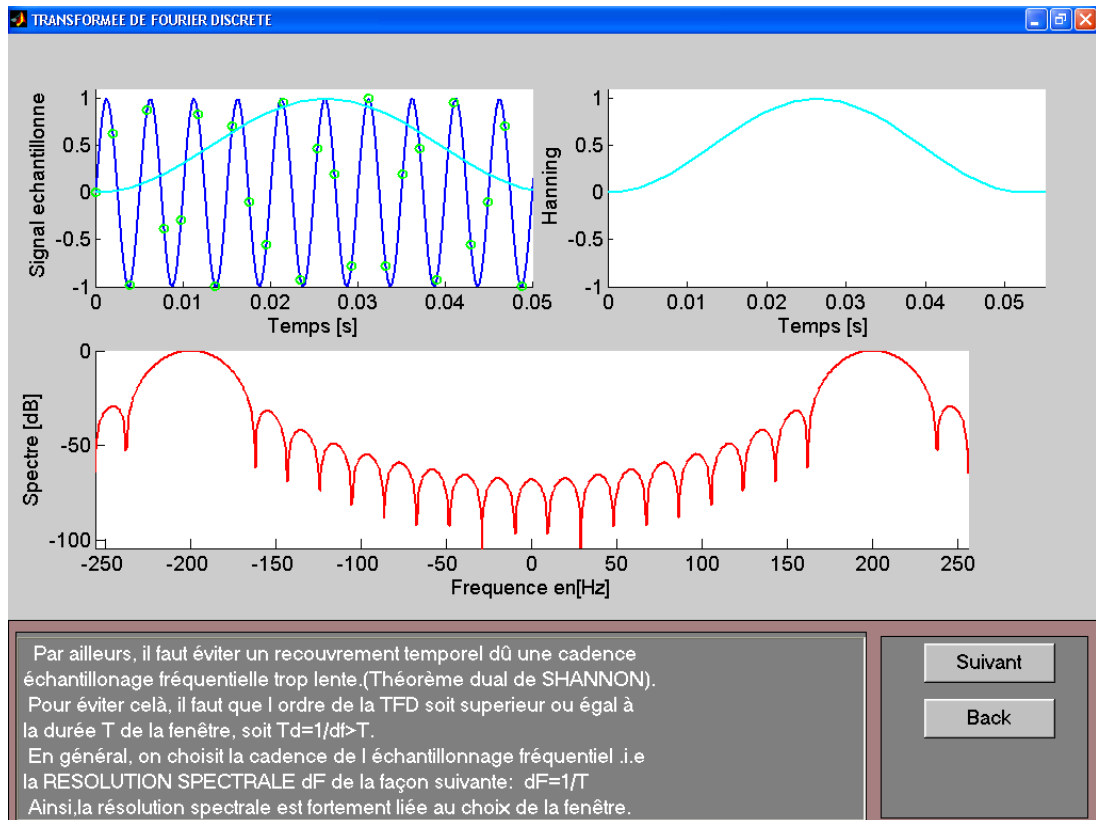 TRANSFORMEE DE FOURIER DISCRETE
Signal echantillonne
1
0.5
0
-0.5
-1
0 0.01 0.02 0.03 0.04 0.05
Temps [s]
Hanning
1
0.5
0
-0.5
-1
0 0.01 0.02 0.03 0.04 0.05
Temps [s]
Spectre [dB]
0
-50
-100
-250 -200 -150 -100 -50 0 50 100 150 200 250
Frequence en[Hz]
Par ailleurs, il faut éviter un recouvrement temporel dû une cadence
échantillonage fréquentielle trop lente.(Théorème dual de SHANNON).
Pour éviter celà, il faut que l ordre de la TFD soit superieur ou égal à
la durée T de la fenêtre, soit Td=1/df>T.
En général, on choisit la cadence de l échantillonnage fréquentiel .i.e
la RESOLUTION SPECTRALE dF de la façon suivante: dF=1/T
Ainsi,la résolution spectrale est fortement liée au choix de la fenêtre.
Suivant
Back